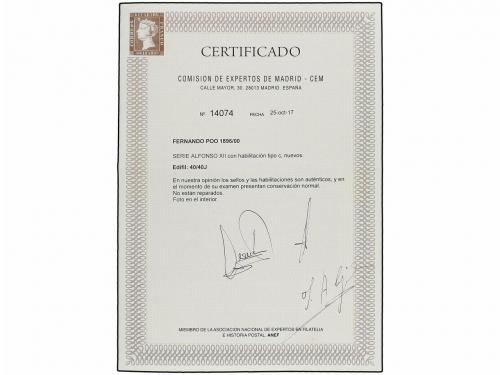 CERTIFICADO
COMISION DE EXPERTOS DE MADRID - CEM
CALLE MAYOR, 30. 28013 MADRID. ESPAÑA
Nº 14074 FECHA 25-oct-17
FERNANDO POO 1896/00
SERIE ALFONSO XII con habilitación tipo c, nuevos
Edifil: 40/40J
En nuestra opinión los sellos y las habilitaciones son auténticos, y en
el momento de su examen presentan conservación normal.
No están reparados.
Foto en el interior.
MIEMBRO DE LA ASOCIACION NACIONAL DE EXPERTOS EN FILATELIA
E HISTORIA POSTAL. ANEF